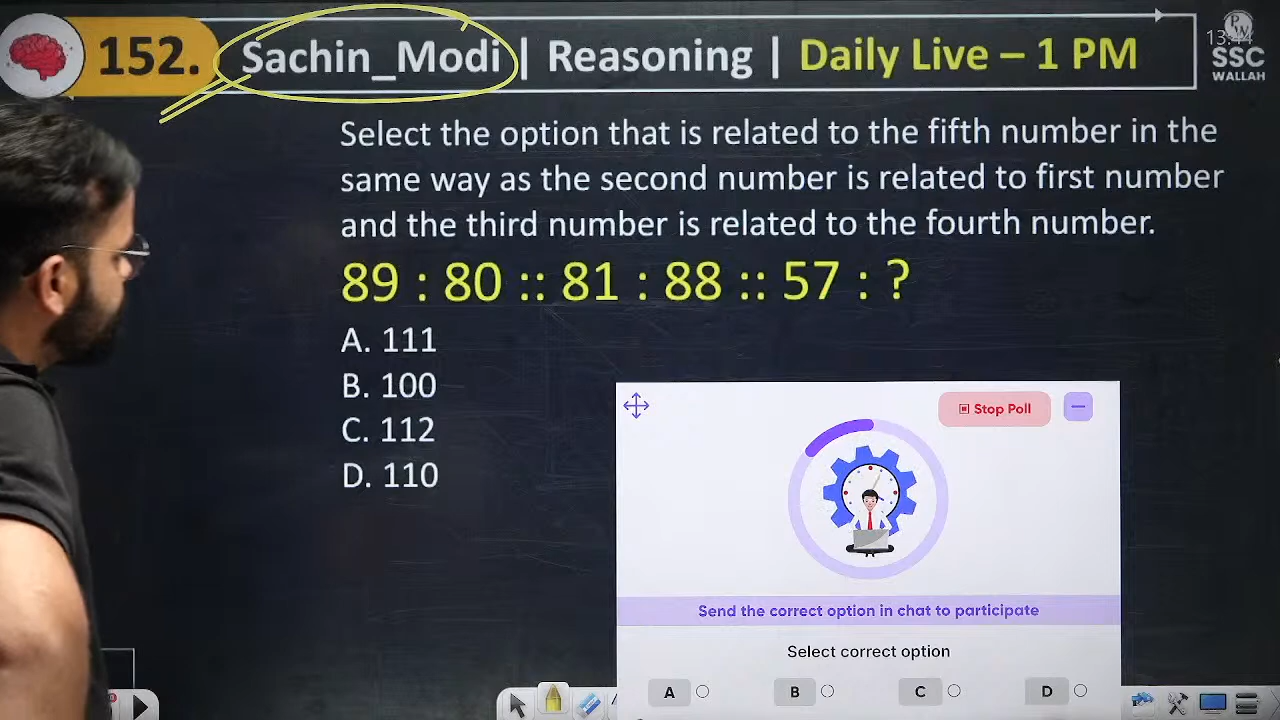 152. Sachin_Modi | Reasoning | Daily Live – 1 PM
SSC
WALLAH
Select the option that is related to the fifth number in the
same way as the second number is related to first number
and the third number is related to the fourth number.
89 : 80 :: 81 : 88 :: 57 : ?
A. 111
B. 100
C. 112
D. 110
Stop Poll
Send the correct option in chat to participate
Select correct option
A
B
C
D